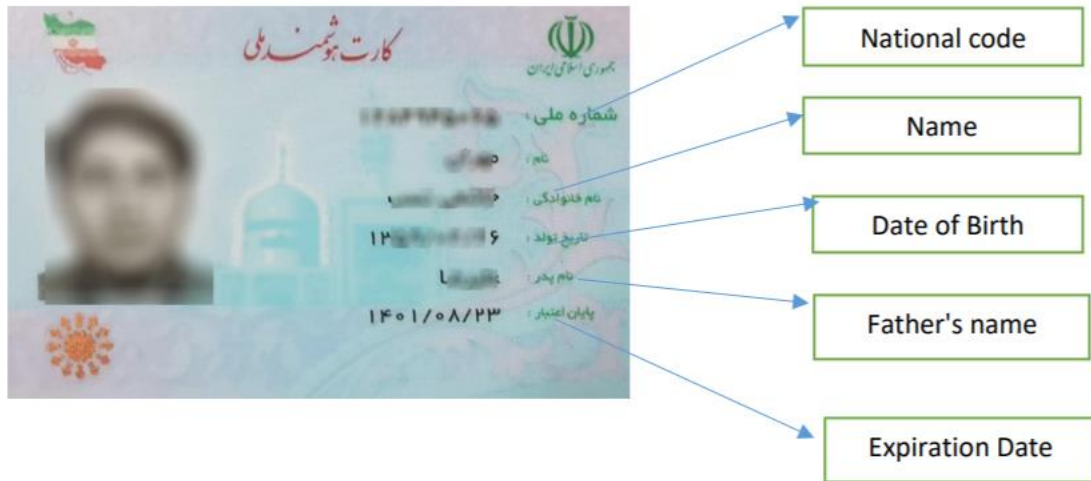 کارت هوشمند ملی
جمهوری اسلامی ایران
شماره ملی :
نام :
نام خانوادگی :
تاریخ تولد :
نام پدر :
پایان اعتبار : ۱۴۰۱/۰۸/۲۳
National code
Name
Date of Birth
Father's name
Expiration Date